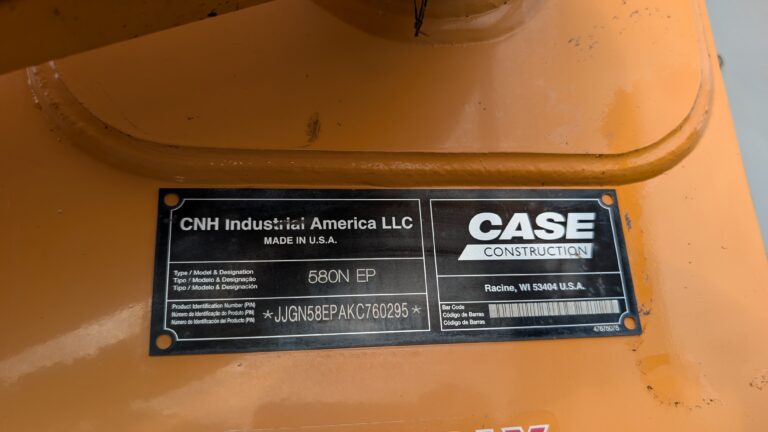 CNH Industrial America LLC
MADE IN U.S.A.
Type / Model & Designation
Tipo / Modelo & Designação
Tipo / Modelo & Designación
580N EP
Product Identification Number (PIN)
Número de Identificação do Produto (PIN)
Número de Identificación del Producto (PIN)
*JJGN58EPAKC760295*
CASE
CONSTRUCTION
Racine, WI 53404 U.S.A.
Bar Code
Código de Barras
Código de Barras
47875075